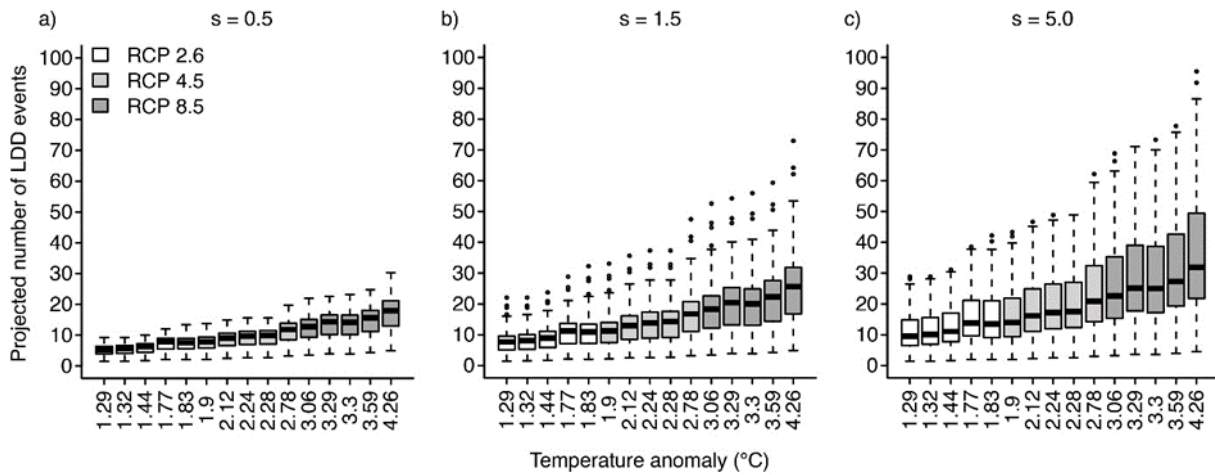 a)
s = 0.5
b)
s = 1.5
c)
s = 5.0
Projected number of LDD events
100
90
80
70
60
50
40
30
20
10
0
RCP 2.6
RCP 4.5
RCP 8.5
1.29 1.32 1.44 1.77 1.83 1.9 2.12 2.24 2.28 2.78 3.06 3.29 3.3 3.59 4.26
100
90
80
70
60
50
40
30
20
10
0
1.29 1.32 1.44 1.77 1.83 1.9 2.12 2.24 2.28 2.78 3.06 3.29 3.3 3.59 4.26
100
90
80
70
60
50
40
30
20
10
0
1.29 1.32 1.44 1.77 1.83 1.9 2.12 2.24 2.28 2.78 3.06 3.29 3.3 3.59 4.26
Temperature anomaly (°C)